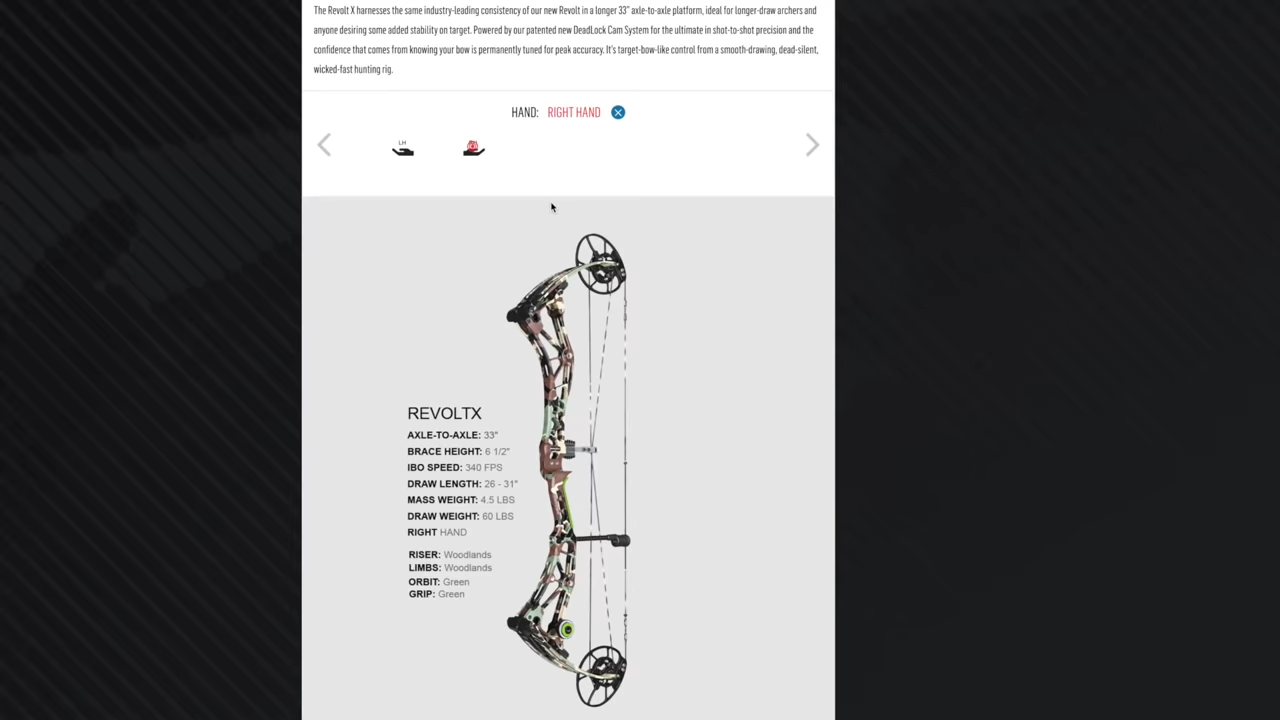 The Revolt X harnesses the same industry-leading consistency of our new Revolt in a longer 33" axle-to-axle platform, ideal for longer-draw archers and
anyone desiring some added stability on target. Powered by our patented new DeadLock Cam System for the ultimate in shot-to-shot precision and the
confidence that comes from knowing your bow is permanently tuned for peak accuracy. It's target-bow-like control from a smooth-drawing, dead-silent,
wicked-fast hunting rig.
HAND: RIGHT HAND
LH
REVOLTX
AXLE-TO-AXLE: 33"
BRACE HEIGHT: 6 1/2"
IBO SPEED: 340 FPS
DRAW LENGTH: 26 - 31"
MASS WEIGHT: 4.5 LBS
DRAW WEIGHT: 60 LBS
RIGHT HAND
RISER: Woodlands
LIMBS: Woodlands
ORBIT: Green
GRIP: Green